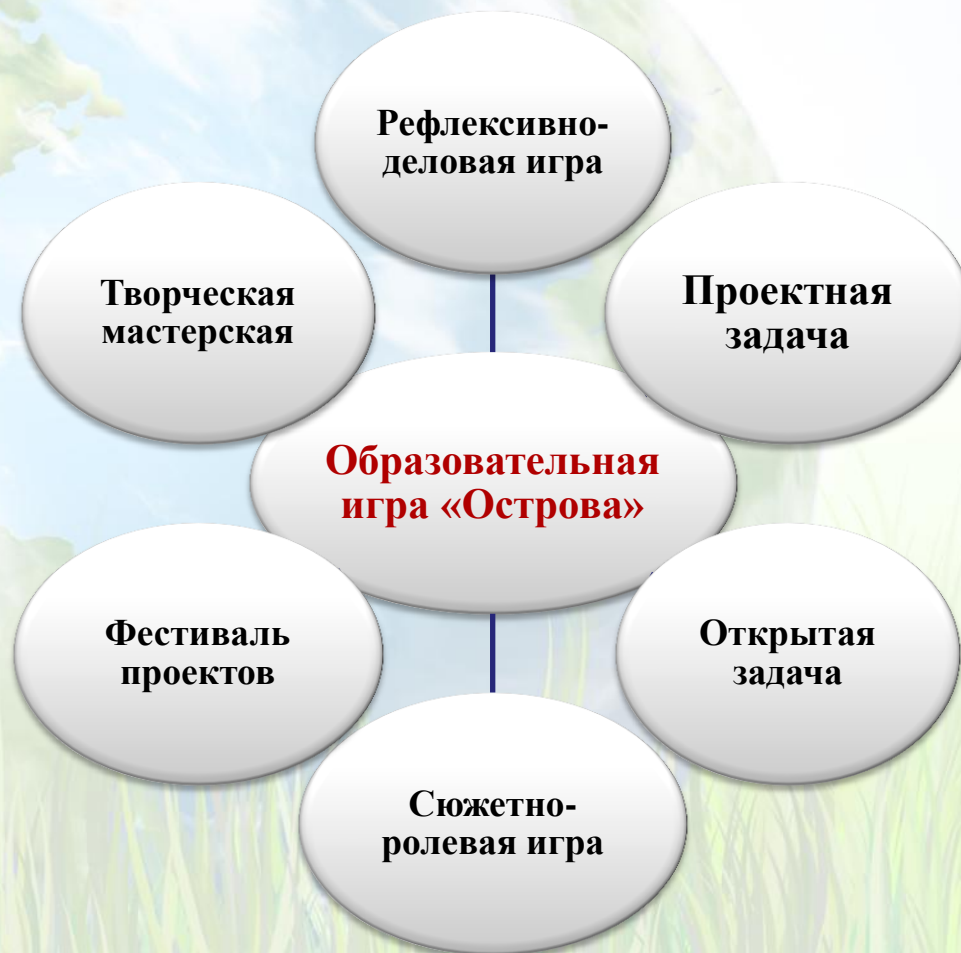 Рефлексивно-
деловая игра
Творческая
мастерская
Проектная
задача
Образовательная
игра «Острова»
Фестиваль
проектов
Открытая
задача
Сюжетно-
ролевая игра